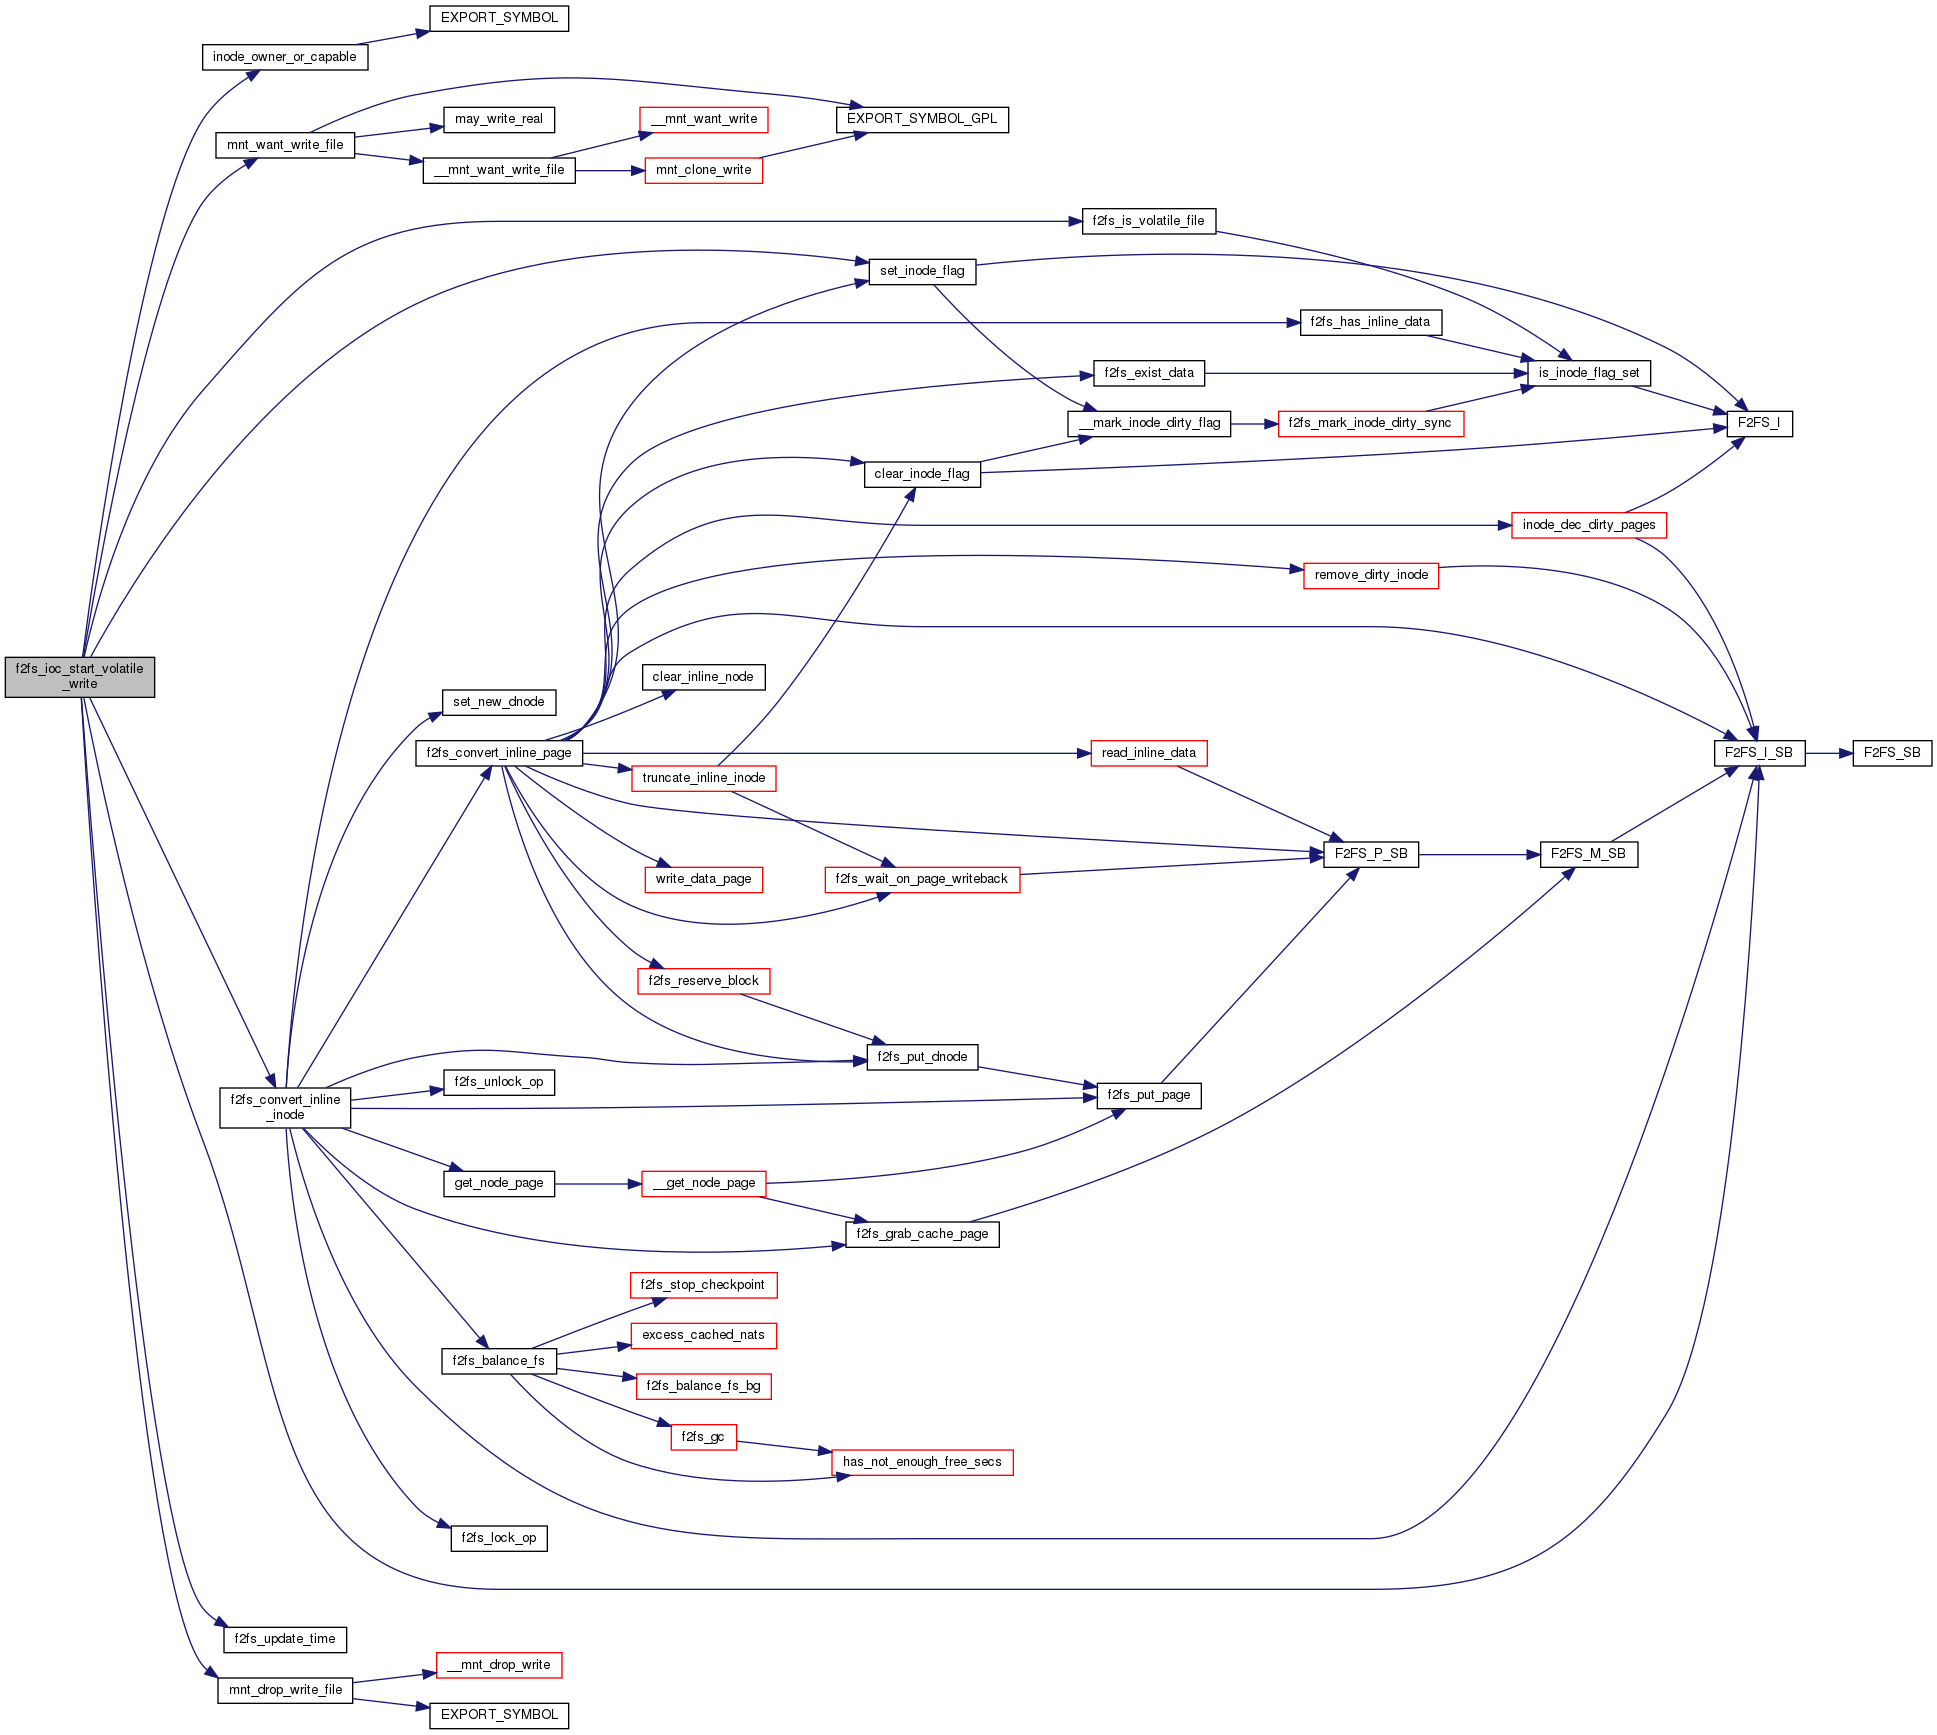 EXPORT_SYMBOL
inode_owner_or_capable
may_write_real
__mnt_want_write
EXPORT_SYMBOL_GPL
mnt_want_write_file
__mnt_want_write_file
mnt_clone_write
f2fs_is_volatile_file
set_inode_flag
f2fs_has_inline_data
f2fs_exist_data
is_inode_flag_set
__mark_inode_dirty_flag
f2fs_mark_inode_dirty_sync
F2FS_I
clear_inode_flag
inode_dec_dirty_pages
remove_dirty_inode
f2fs_ioc_start_volatile
_write
clear_inline_node
set_new_dnode
f2fs_convert_inline_page
read_inline_data
F2FS_I_SB
F2FS_SB
truncate_inline_inode
F2FS_P_SB
F2FS_M_SB
write_data_page
f2fs_wait_on_page_writeback
f2fs_reserve_block
f2fs_put_dnode
f2fs_unlock_op
f2fs_put_page
f2fs_convert_inline
_inode
get_node_page
__get_node_page
f2fs_grab_cache_page
f2fs_stop_checkpoint
excess_cached_nats
f2fs_balance_fs
f2fs_balance_fs_bg
f2fs_gc
has_not_enough_free_secs
f2fs_lock_op
f2fs_update_time
__mnt_drop_write
mnt_drop_write_file
EXPORT_SYMBOL